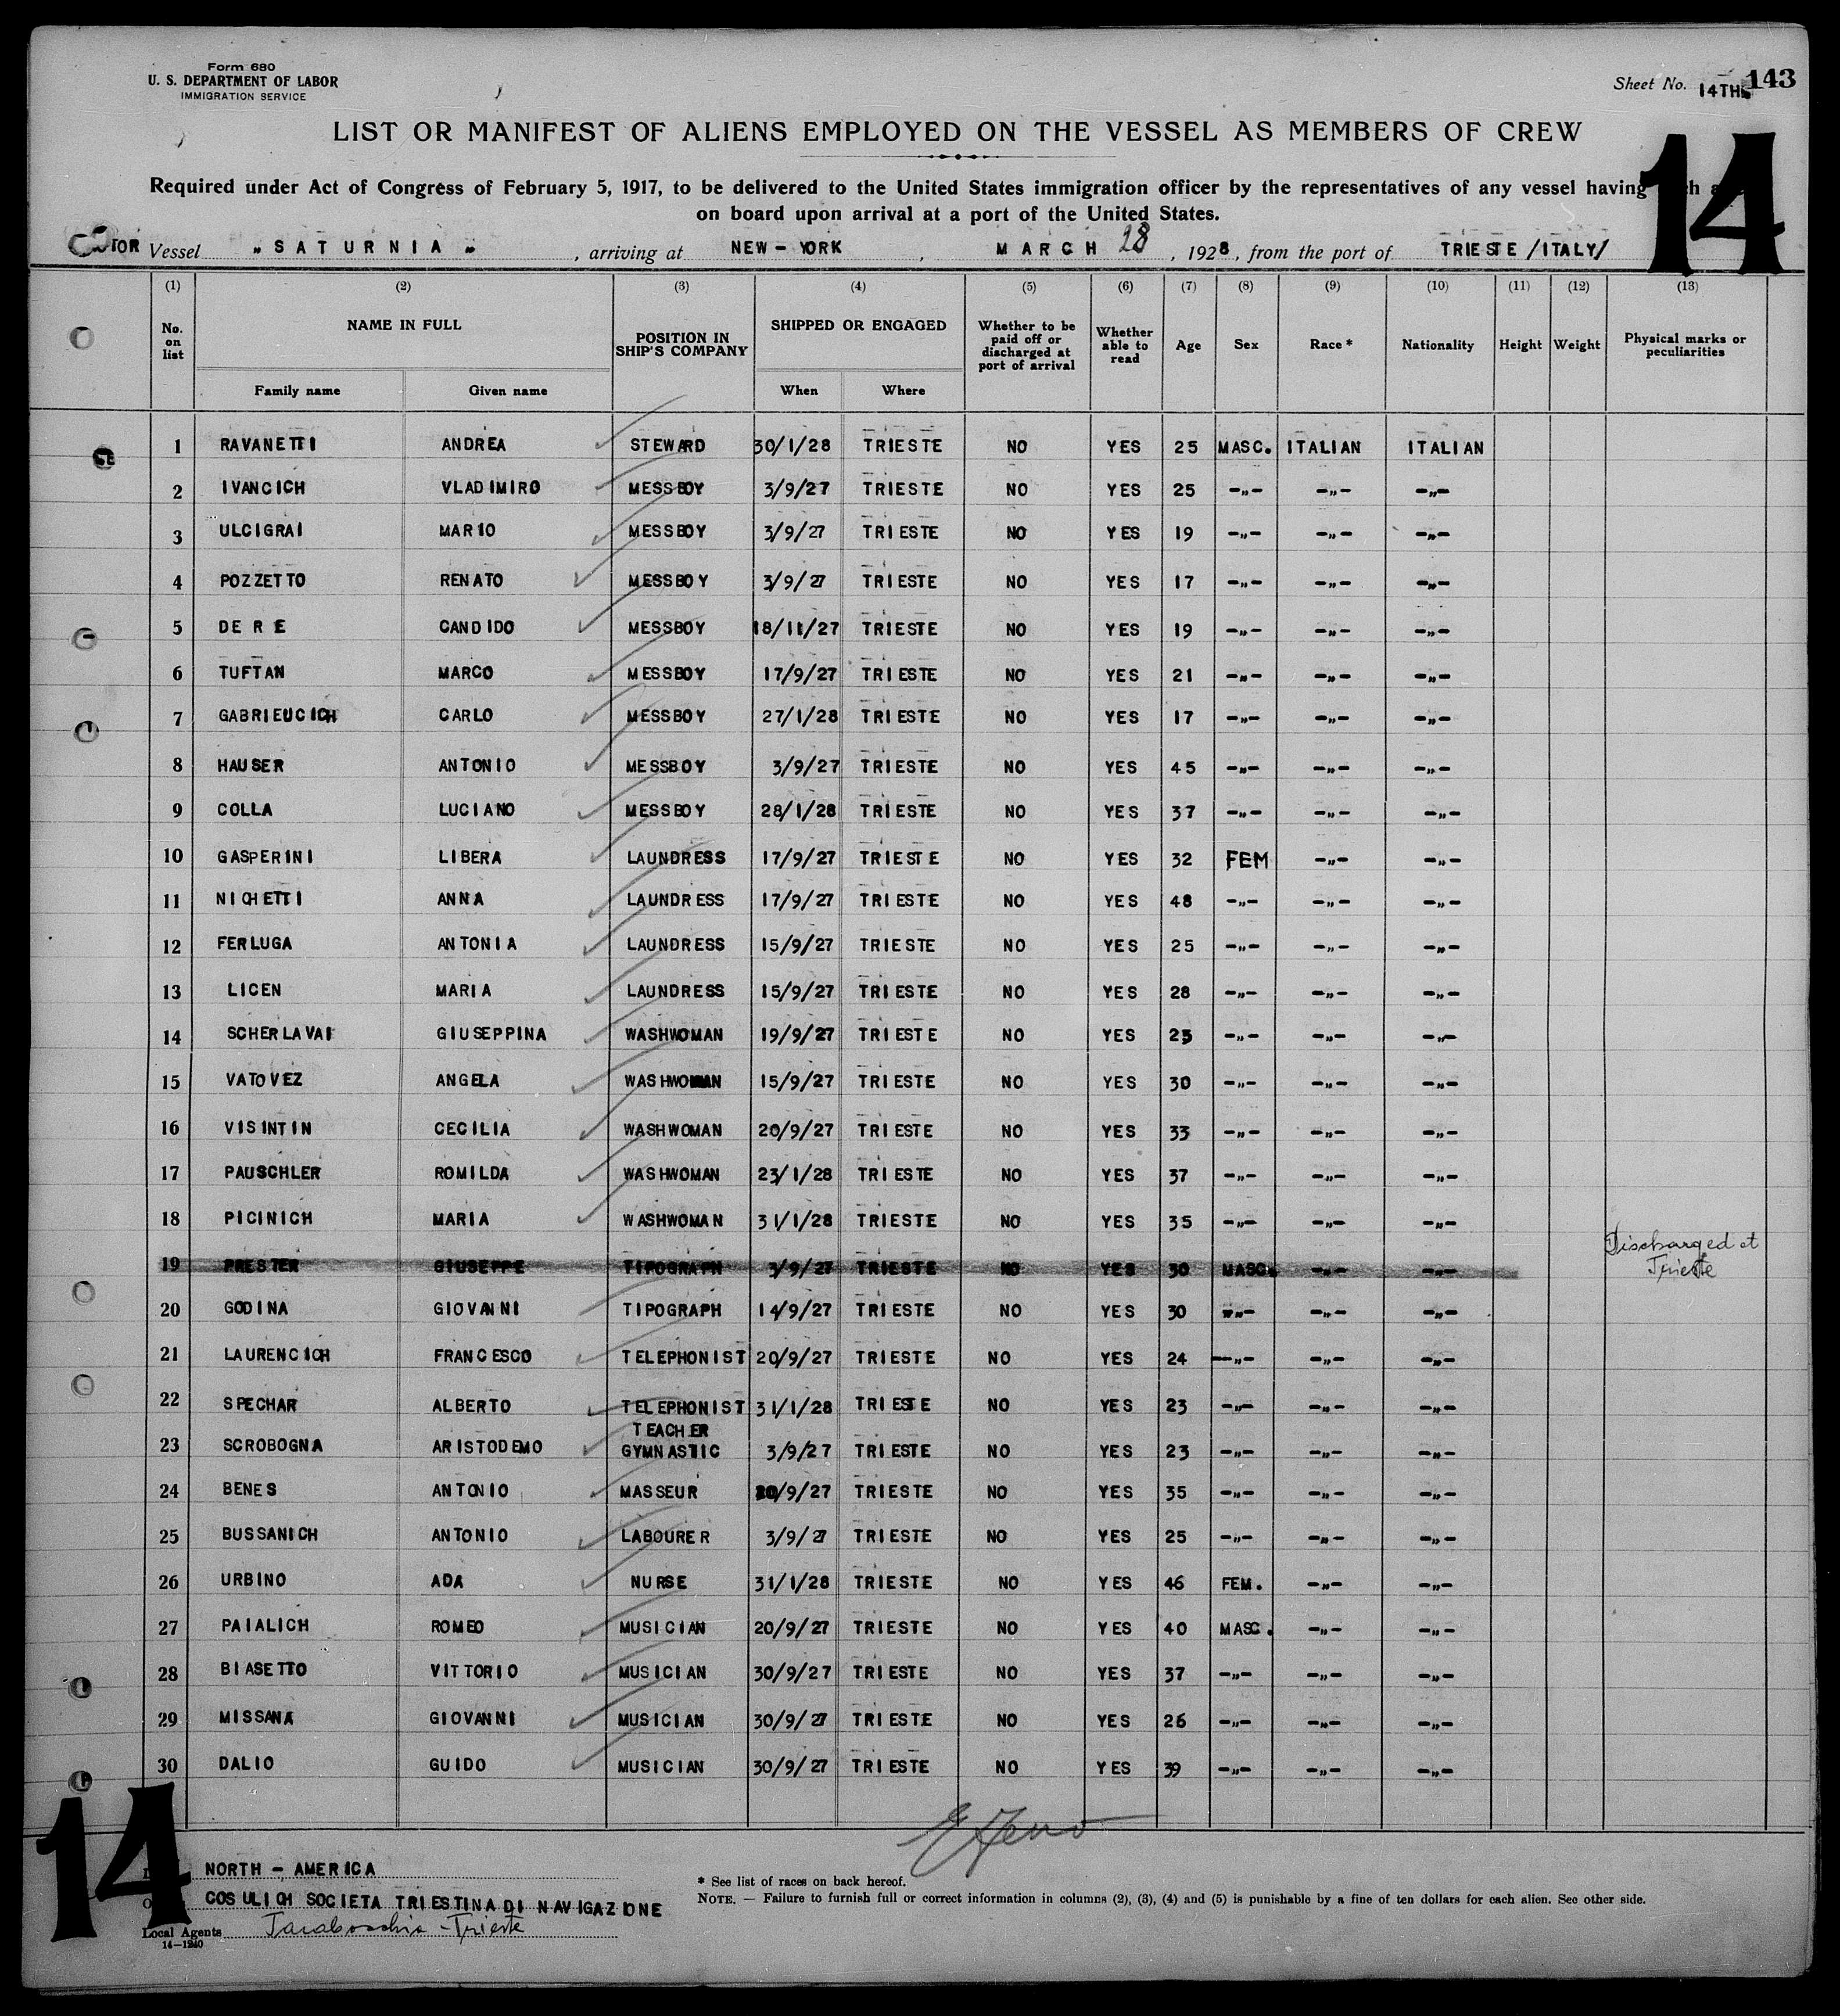 Form 680
U. S. DEPARTMENT OF LABOR
IMMIGRATION SERVICE
Sheet No. 14TH 143
14
LIST OR MANIFEST OF ALIENS EMPLOYED ON THE VESSEL AS MEMBERS OF CREW
Required under Act of Congress of February 5, 1917, to be delivered to the United States immigration officer by the representatives of any vessel having
on board upon arrival at a port of the United States.
TOR Vessel „ SATURNIA „ , arriving at NEW-YORK , MARCH 28 , 1928, from the port of TRIESTE /ITALY/
(1) (2) (3) (4) (5) (6) (7) (8) (9) (10) (11) (12) (13)
No. on list NAME IN FULL POSITION IN SHIP'S COMPANY SHIPPED OR ENGAGED Whether to be paid off or discharged at port of arrival Whether able to read Age Sex Race * Nationality Height Weight Physical marks or peculiarities
Family name Given name When Where
1 RAVANETTI ANDREA STEWARD 30/1/28 TRIESTE NO YES 25 MASC. ITALIAN ITALIAN
2 IVANCICH VLADIMIRO MESSBOY 3/9/27 TRIESTE NO YES 25 -„- -„- -„-
3 ULCIGRAI MARIO MESSBOY 3/9/27 TRIESTE NO YES 19 -„- -„- -„-
4 POZZETTO RENATO MESSBOY 3/9/27 TRIESTE NO YES 17 -„- -„- -„-
5 DE RE CANDIDO MESSBOY 18/11/27 TRIESTE NO YES 19 -„- -„- -„-
6 TUFTAN MARCO MESSBOY 17/9/27 TRIESTE NO YES 21 -„- -„- -„-
7 GABRIEUCICH CARLO MESSBOY 27/1/28 TRIESTE NO YES 17 -„- -„- -„-
8 HAUSER ANTONIO MESSBOY 3/9/27 TRIESTE NO YES 45 -„- -„- -„-
9 COLLA LUCIANO MESSBOY 28/1/28 TRIESTE NO YES 37 -„- -„- -„-
10 GASPERINI LIBERA LAUNDRESS 17/9/27 TRIESTE NO YES 32 FEM -„- -„-
11 NICHETTI ANNA LAUNDRESS 17/9/27 TRIESTE NO YES 48 -„- -„- -„-
12 FERLUGA ANTONIA LAUNDRESS 15/9/27 TRIESTE NO YES 25 -„- -„- -„-
13 LICEN MARIA LAUNDRESS 15/9/27 TRIESTE NO YES 28 -„- -„- -„-
14 SCHERLAVAI GIUSEPPINA WASHWOMAN 19/9/27 TRIESTE NO YES 25 -„- -„- -„-
15 VATOVEZ ANGELA WASHWOMAN 15/9/27 TRIESTE NO YES 30 -„- -„- -„-
16 VISINTIN CECILIA WASHWOMAN 20/9/27 TRIESTE NO YES 33 -„- -„- -„-
17 PAUSCHLER ROMILDA WASHWOMAN 23/1/28 TRIESTE NO YES 37 -„- -„- -„-
18 PICINICH MARIA WASHWOMAN 31/1/28 TRIESTE NO YES 35 -„- -„- -„-
19 PRESTER GIUSEPPE TIPOGRAPH 3/9/27 TRIESTE NO YES 30 MASC. -„- -„- Discharged at Trieste
20 GODINA GIOVANNI TIPOGRAPH 14/9/27 TRIESTE NO YES 30 -„- -„- -„-
21 LAURENCICH FRANCESCO TELEPHONIST 20/9/27 TRIESTE NO YES 24 -„- -„- -„-
22 SPECHAR ALBERTO TELEPHONIST 31/1/28 TRIESTE NO YES 23 -„- -„- -„-
23 SCROBOGNA ARISTODEMO TEACHER GYMNASTIC 3/9/27 TRIESTE NO YES 23 -„- -„- -„-
24 BENES ANTONIO MASSEUR 20/9/27 TRIESTE NO YES 35 -„- -„- -„-
25 BUSSANICH ANTONIO LABOURER 3/9/27 TRIESTE NO YES 25 -„- -„- -„-
26 URBINO ADA NURSE 31/1/28 TRIESTE NO YES 46 FEM. -„- -„-
27 PAIALICH ROMEO MUSICIAN 20/9/27 TRIESTE NO YES 40 MASC. -„- -„-
28 BIASETTO VITTORIO MUSICIAN 30/9/27 TRIESTE NO YES 37 -„- -„- -„-
29 MISSANA GIOVANNI MUSICIAN 30/9/27 TRIESTE NO YES 26 -„- -„- -„-
30 DALIO GUIDO MUSICIAN 30/9/27 TRIESTE NO YES 39 -„- -„- -„-
14
NORTH - AMERICA
COSULICH SOCIETA TRIESTINA DI NAVIGAZIONE
Local Agents Tarabocchia - Trieste
14-1240
* See list of races on back hereof.
NOTE. — Failure to furnish full or correct information in columns (2), (3), (4) and (5) is punishable by a fine of ten dollars for each alien. See other side.